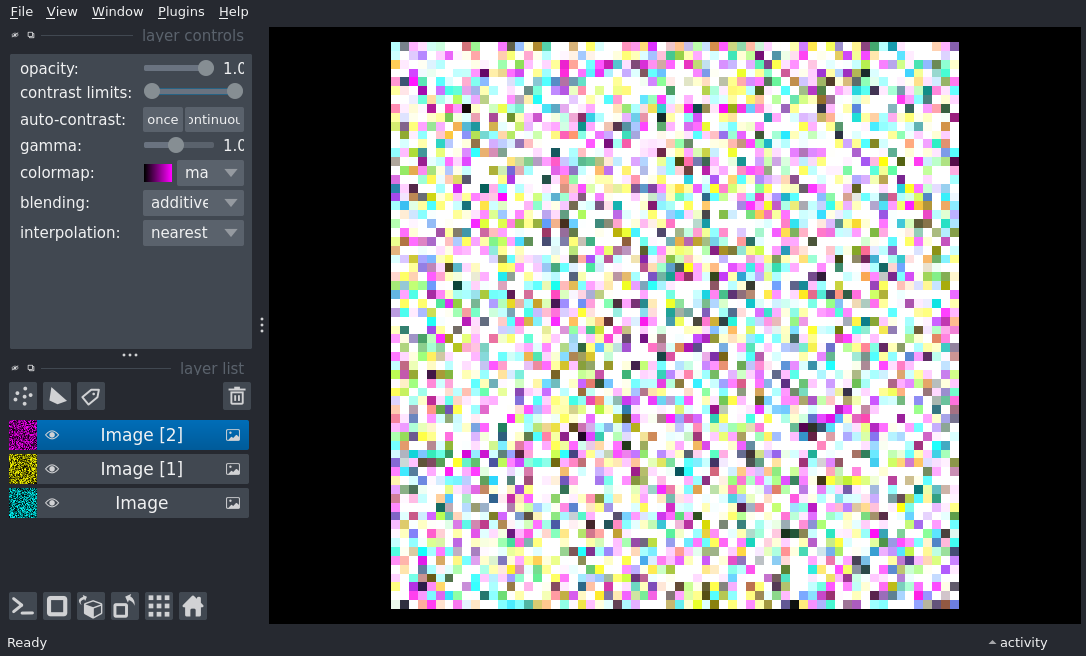 File View Window Plugins Help
layer controls
opacity: 1.0
contrast limits:
auto-contrast: once ontinuou
gamma: 1.0
colormap: ma
blending: additive
interpolation: nearest
layer list
Image [2]
Image [1]
Image
Ready activity